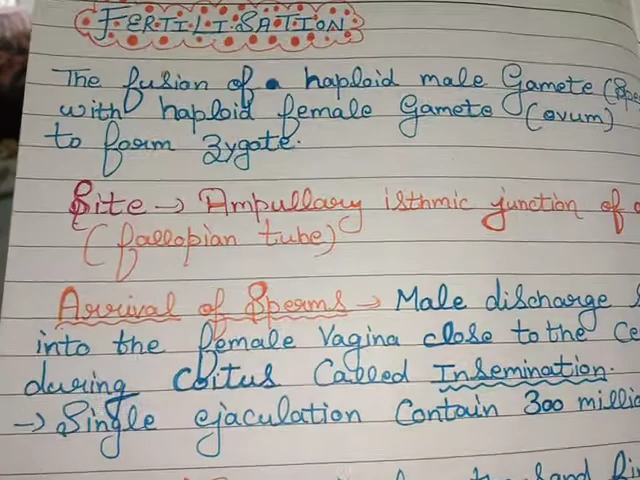 FERTILISATION
The fusion of a haploid male Gamete (Spe
with haploid female Gamete (ovum)
to form Zygote.
Site → Ampullary isthmic junction of
(fallopian tube)
Arrival of Sperms → Male discharge
into the female Vagina close to the Ce
during Coitus Called Insemination.
→ Single ejaculation Contain 300 millio